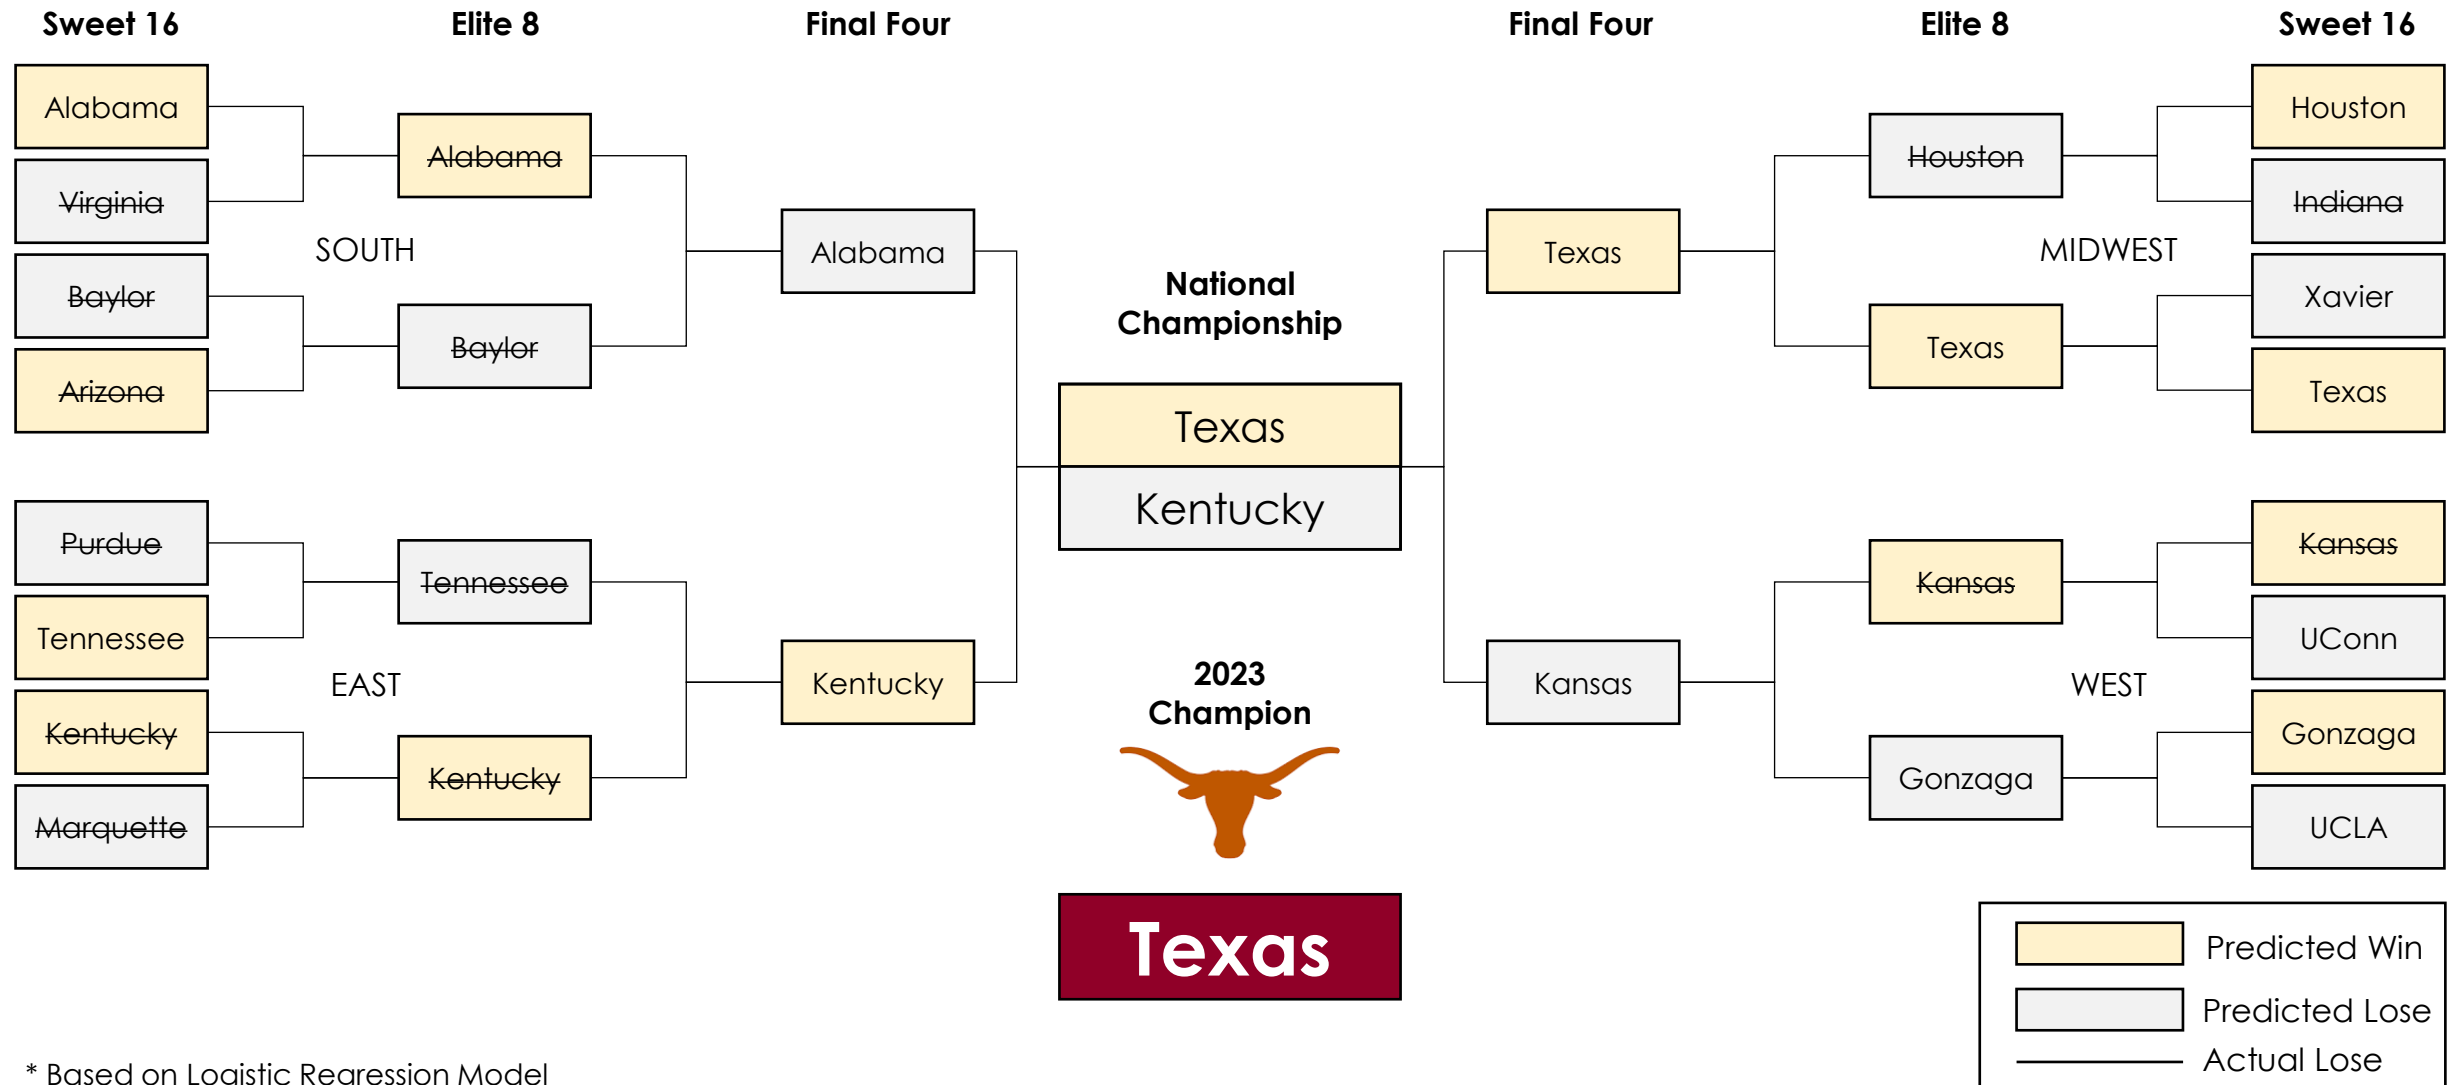 Sweet 16
Elite 8
Final Four
Final Four
Elite 8
Sweet 16
Alabama
Virginia
Baylor
Arizona
SOUTH
Alabama
Baylor
Alabama
Purdue
Tennessee
Kentucky
Marquette
EAST
Tennessee
Kentucky
Kentucky
National
Championship
Texas
Kentucky
2023
Champion
Texas
Texas
Houston
Texas
MIDWEST
Houston
Indiana
Xavier
Texas
Kansas
Kansas
Gonzaga
WEST
Kansas
UConn
Gonzaga
UCLA
Predicted Win
Predicted Lose
Actual Lose
* Based on Logistic Regression Model